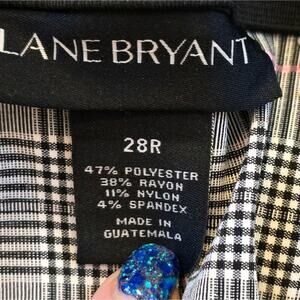 LANE BRYANT
28R
47% POLYESTER
38% RAYON
11% NYLON
4% SPANDEX
MADE IN
GUATEMALA